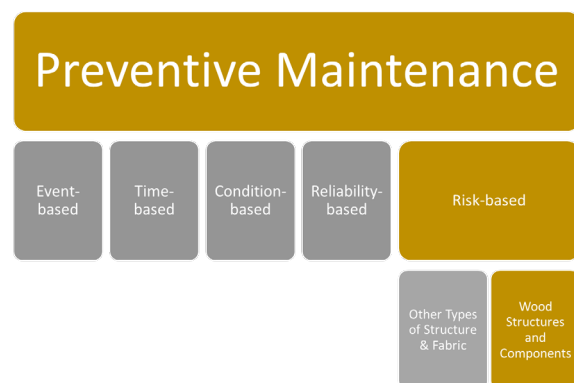 Preventive Maintenance
Event-
based
Time-
based
Condition-
based
Reliability-
based
Risk-based
Other Types
of Structure
& Fabric
Wood
Structures
and
Components